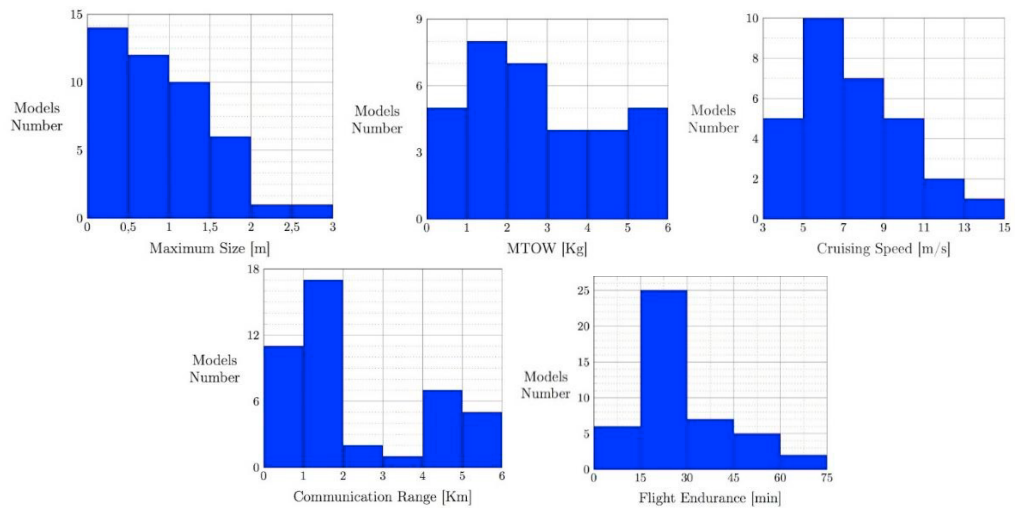 15
10
5
0
Models
Number
0 0,5 1 1,5 2 2,5 3
Maximum Size [m]
9
6
3
0
Models
Number
0 1 2 3 4 5 6
MTOW [Kg]
10
8
6
4
2
0
Models
Number
3 5 7 9 11 13 15
Cruising Speed [m/s]
18
12
6
0
Models
Number
0 1 2 3 4 5 6
Communication Range [Km]
25
20
15
10
5
0
Models
Number
0 15 30 45 60 75
Flight Endurance [min]